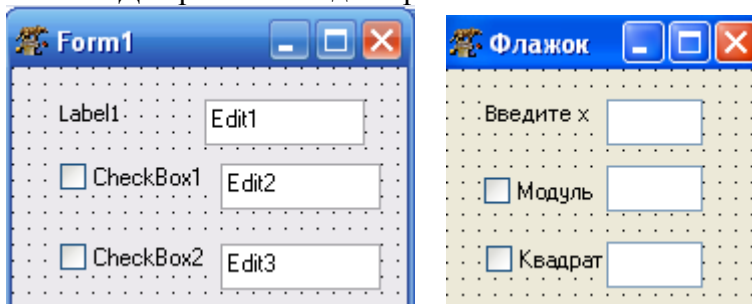 Form1
Label1
Edit1
CheckBox1
Edit2
CheckBox2
Edit3
Флажок
Введите х
Модуль
Квадрат